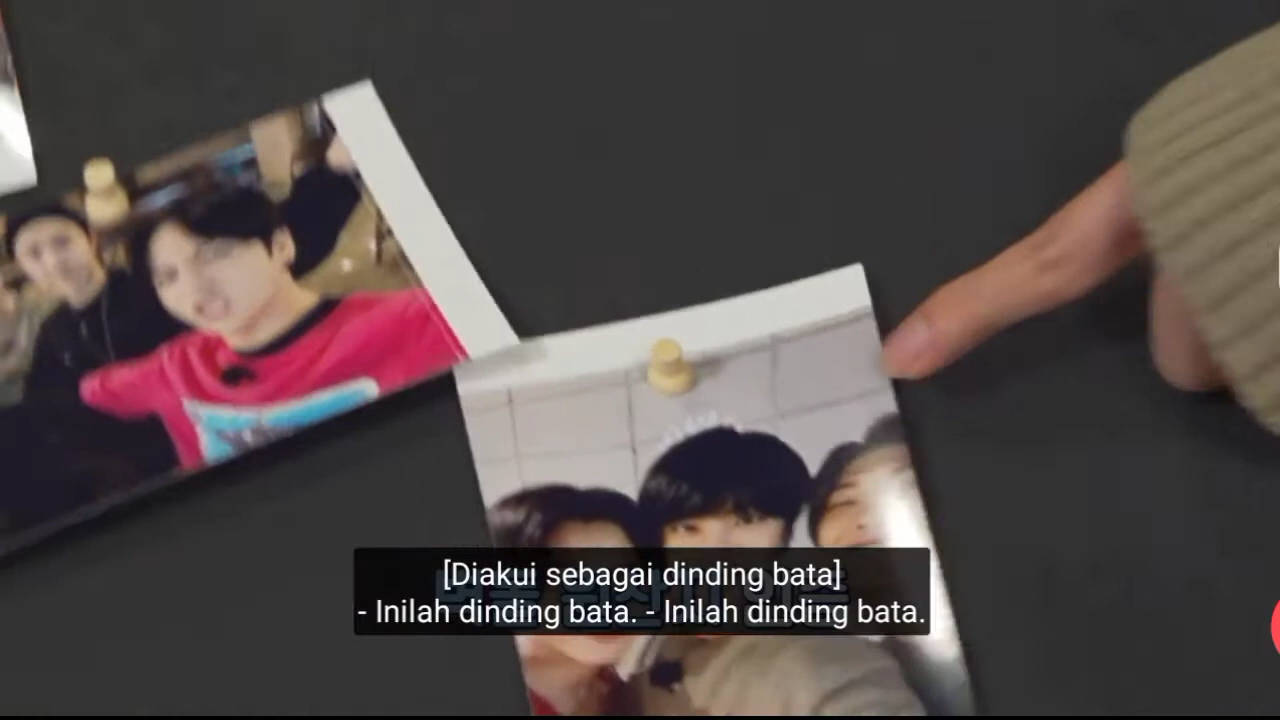 [Diakui sebagai dinding bata]
- Inilah dinding bata. - Inilah dinding bata.